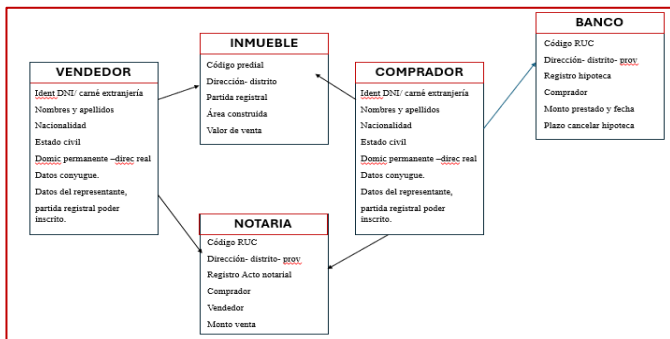 BANCO
Código RUC
Dirección- distrito- prov
Registro hipoteca
Comprador
Monto prestado y fecha
Plazo cancelar hipoteca
INMUEBLE
Código predial
Dirección- distrito
Partida registral
Área construida
Valor de venta
VENDEDOR
Ident DNI/ carné extranjería
Nombres y apellidos
Nacionalidad
Estado civil
Domic permanente –direc real
Datos conyugue.
Datos del representante,
partida registral poder
inscrito.
COMPRADOR
Ident DNI/ carné extranjería
Nombres y apellidos
Nacionalidad
Estado civil
Domic permanente –direc real
Datos conyugue.
Datos del representante,
partida registral poder
inscrito.
NOTARIA
Código RUC
Dirección- distrito- prov
Registro Acto notarial
Comprador
Vendedor
Monto venta